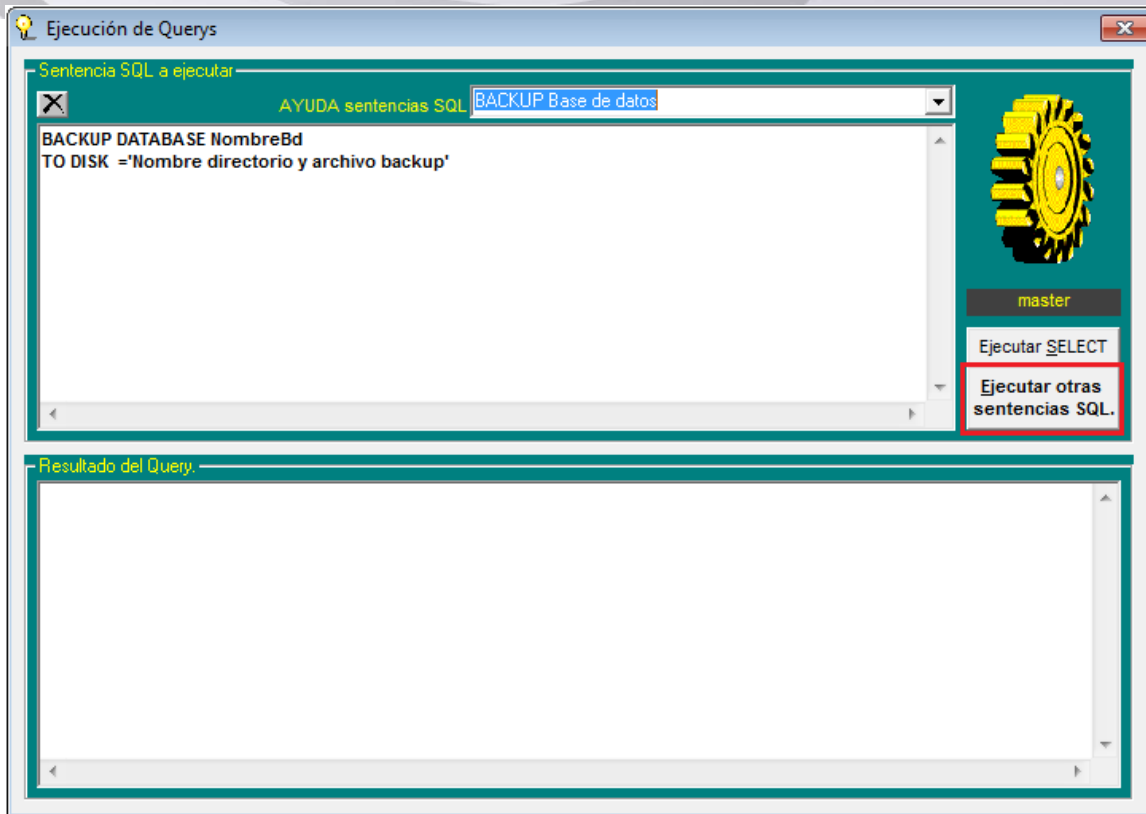 Ejecución de Querys
Sentencia SQL a ejecutar
AYUDA sentencias SQL BACKUP Base de datos
BACKUP DATABASE NombreBd
TO DISK ='Nombre directorio y archivo backup'
master
Ejecutar SELECT
Ejecutar otras
sentencias SQL.
Resultado del Query.